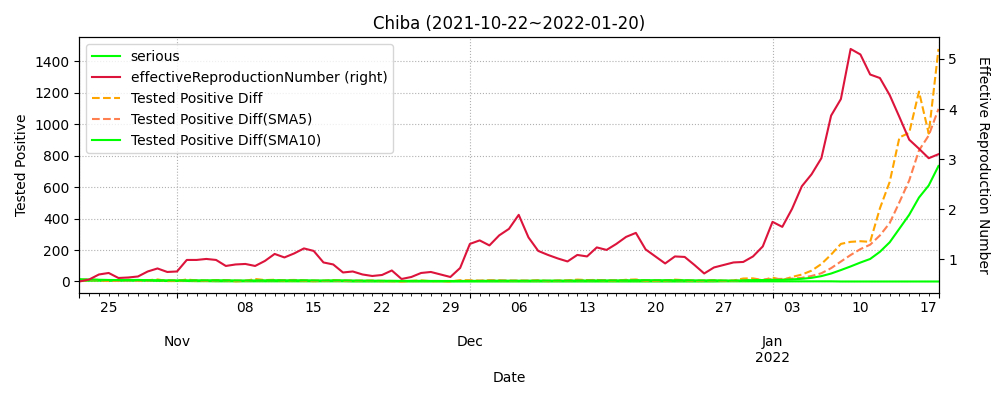 Chiba (2021-10-22~2022-01-20)
serious
effectiveReproductionNumber (right)
Tested Positive Diff
Tested Positive Diff(SMA5)
Tested Positive Diff(SMA10)
1400
1200
1000
800
600
400
200
0
Tested Positive
5
4
3
2
1
Effective Reproduction Number
25 08 15 22 29 06 13 20 27 03 10 17
Nov Dec Jan
2022
Date